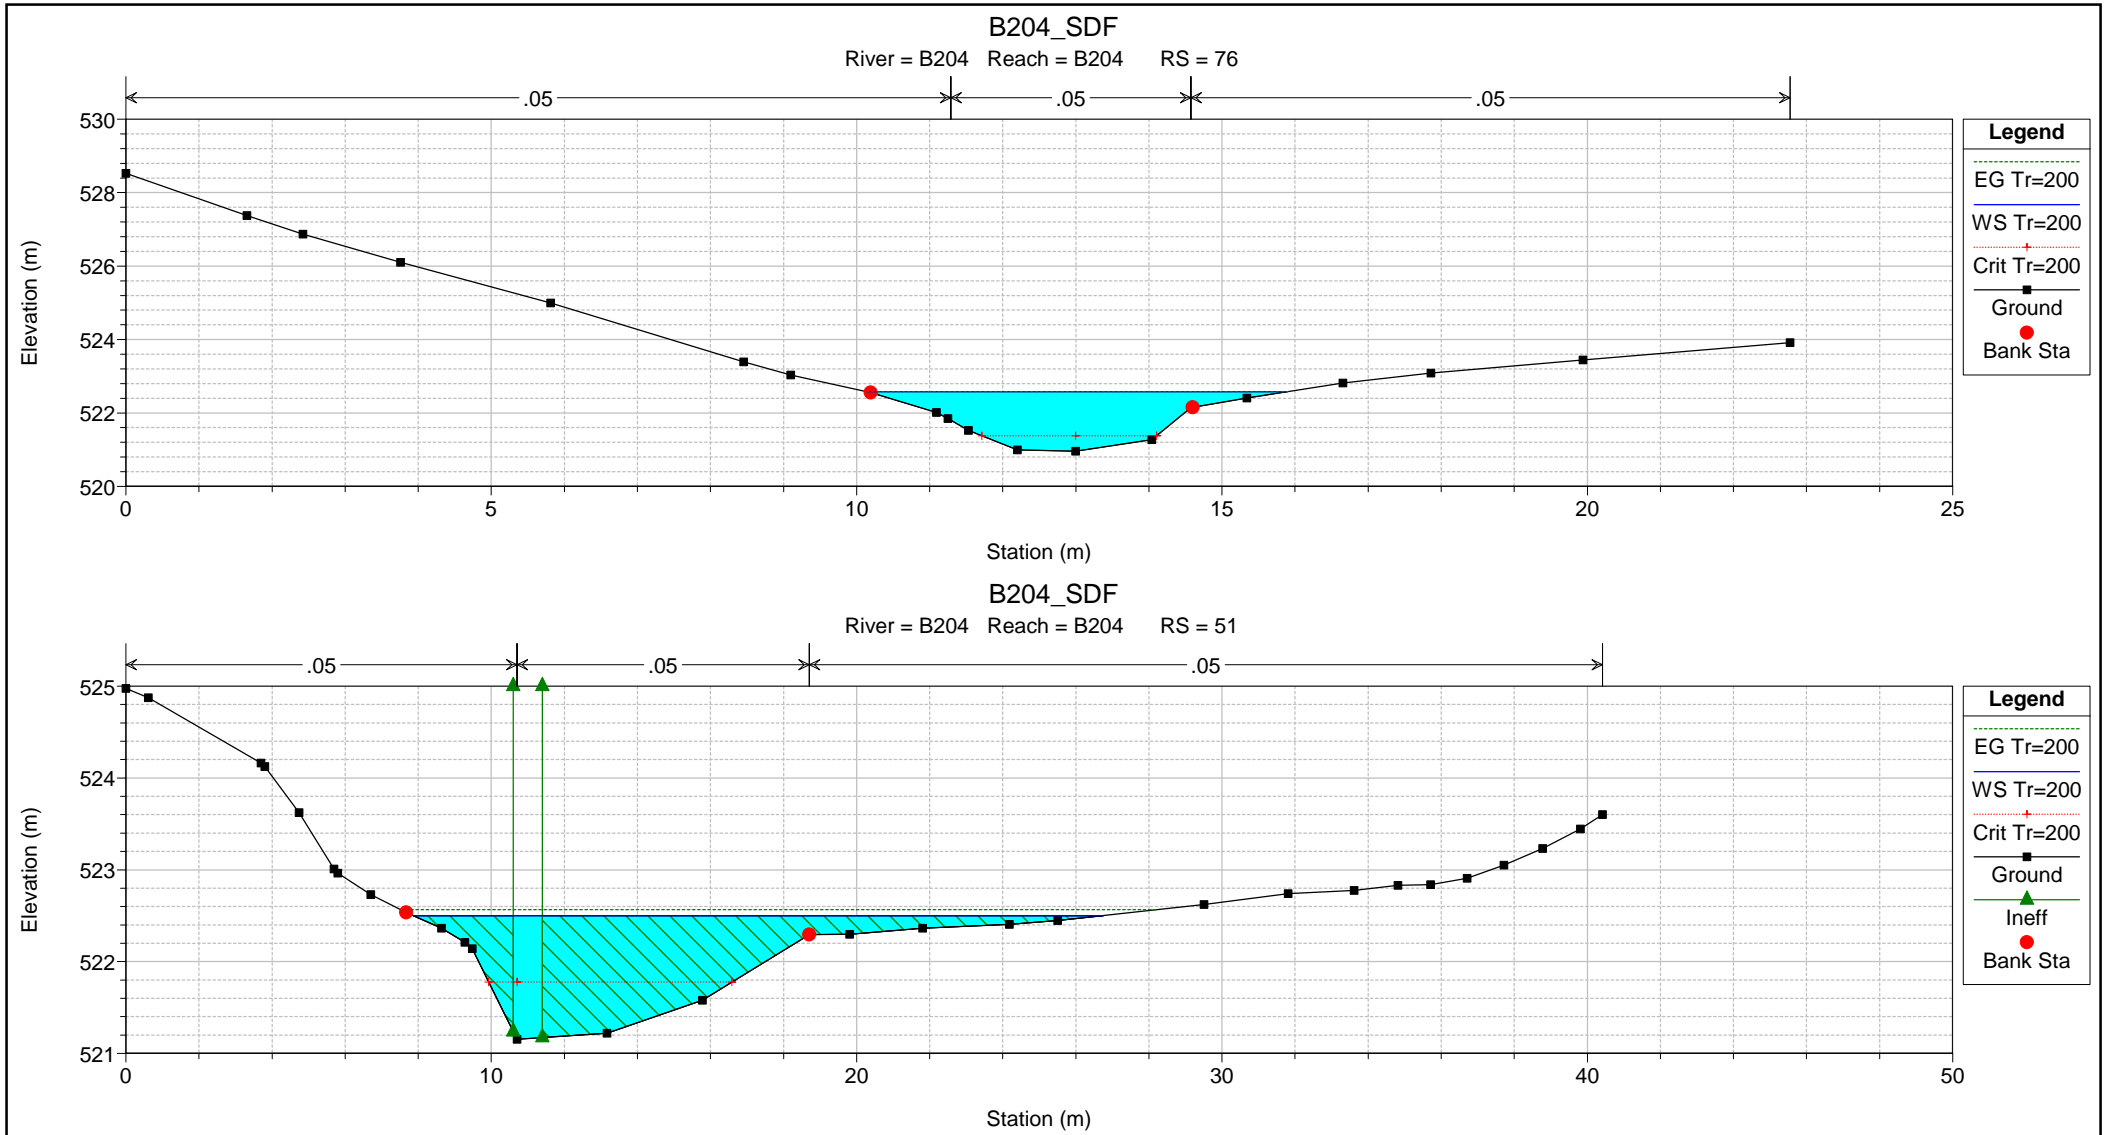 B204_SDF
River = B204 Reach = B204 RS = 76
.05 .05 .05
530
528
526
524
522
520
Elevation (m)
0 5 10 15 20 25
Station (m)
Legend
EG Tr=200
WS Tr=200
Crit Tr=200
Ground
Bank Sta
B204_SDF
River = B204 Reach = B204 RS = 51
.05 .05 .05
525
524
523
522
521
Elevation (m)
0 10 20 30 40 50
Station (m)
Legend
EG Tr=200
WS Tr=200
Crit Tr=200
Ground
Ineff
Bank Sta